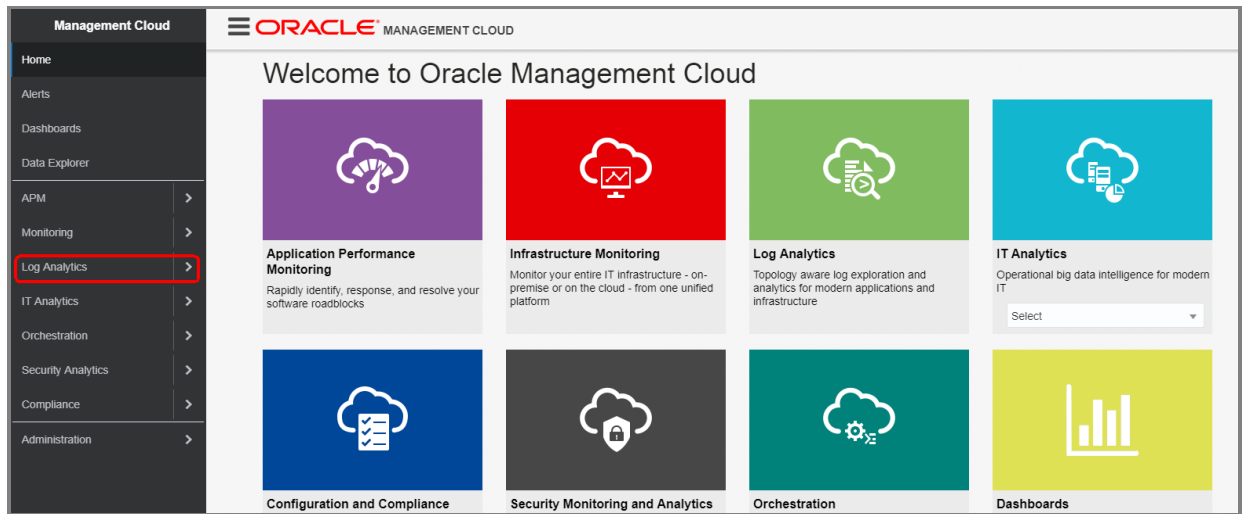 Management Cloud
Home
Alerts
Dashboards
Data Explorer
APM
Monitoring
Log Analytics
IT Analytics
Orchestration
Security Analytics
Compliance
Administration
ORACLE® MANAGEMENT CLOUD
Welcome to Oracle Management Cloud
Application Performance
Monitoring
Rapidly identify, response, and resolve your
software roadblocks
Infrastructure Monitoring
Monitor your entire IT infrastructure - on-
premise or on the cloud - from one unified
platform
Log Analytics
Topology aware log exploration and
analytics for modern applications and
infrastructure
IT Analytics
Operational big data intelligence for modern
IT
Select
Configuration and Compliance
Security Monitoring and Analytics
Orchestration
Dashboards